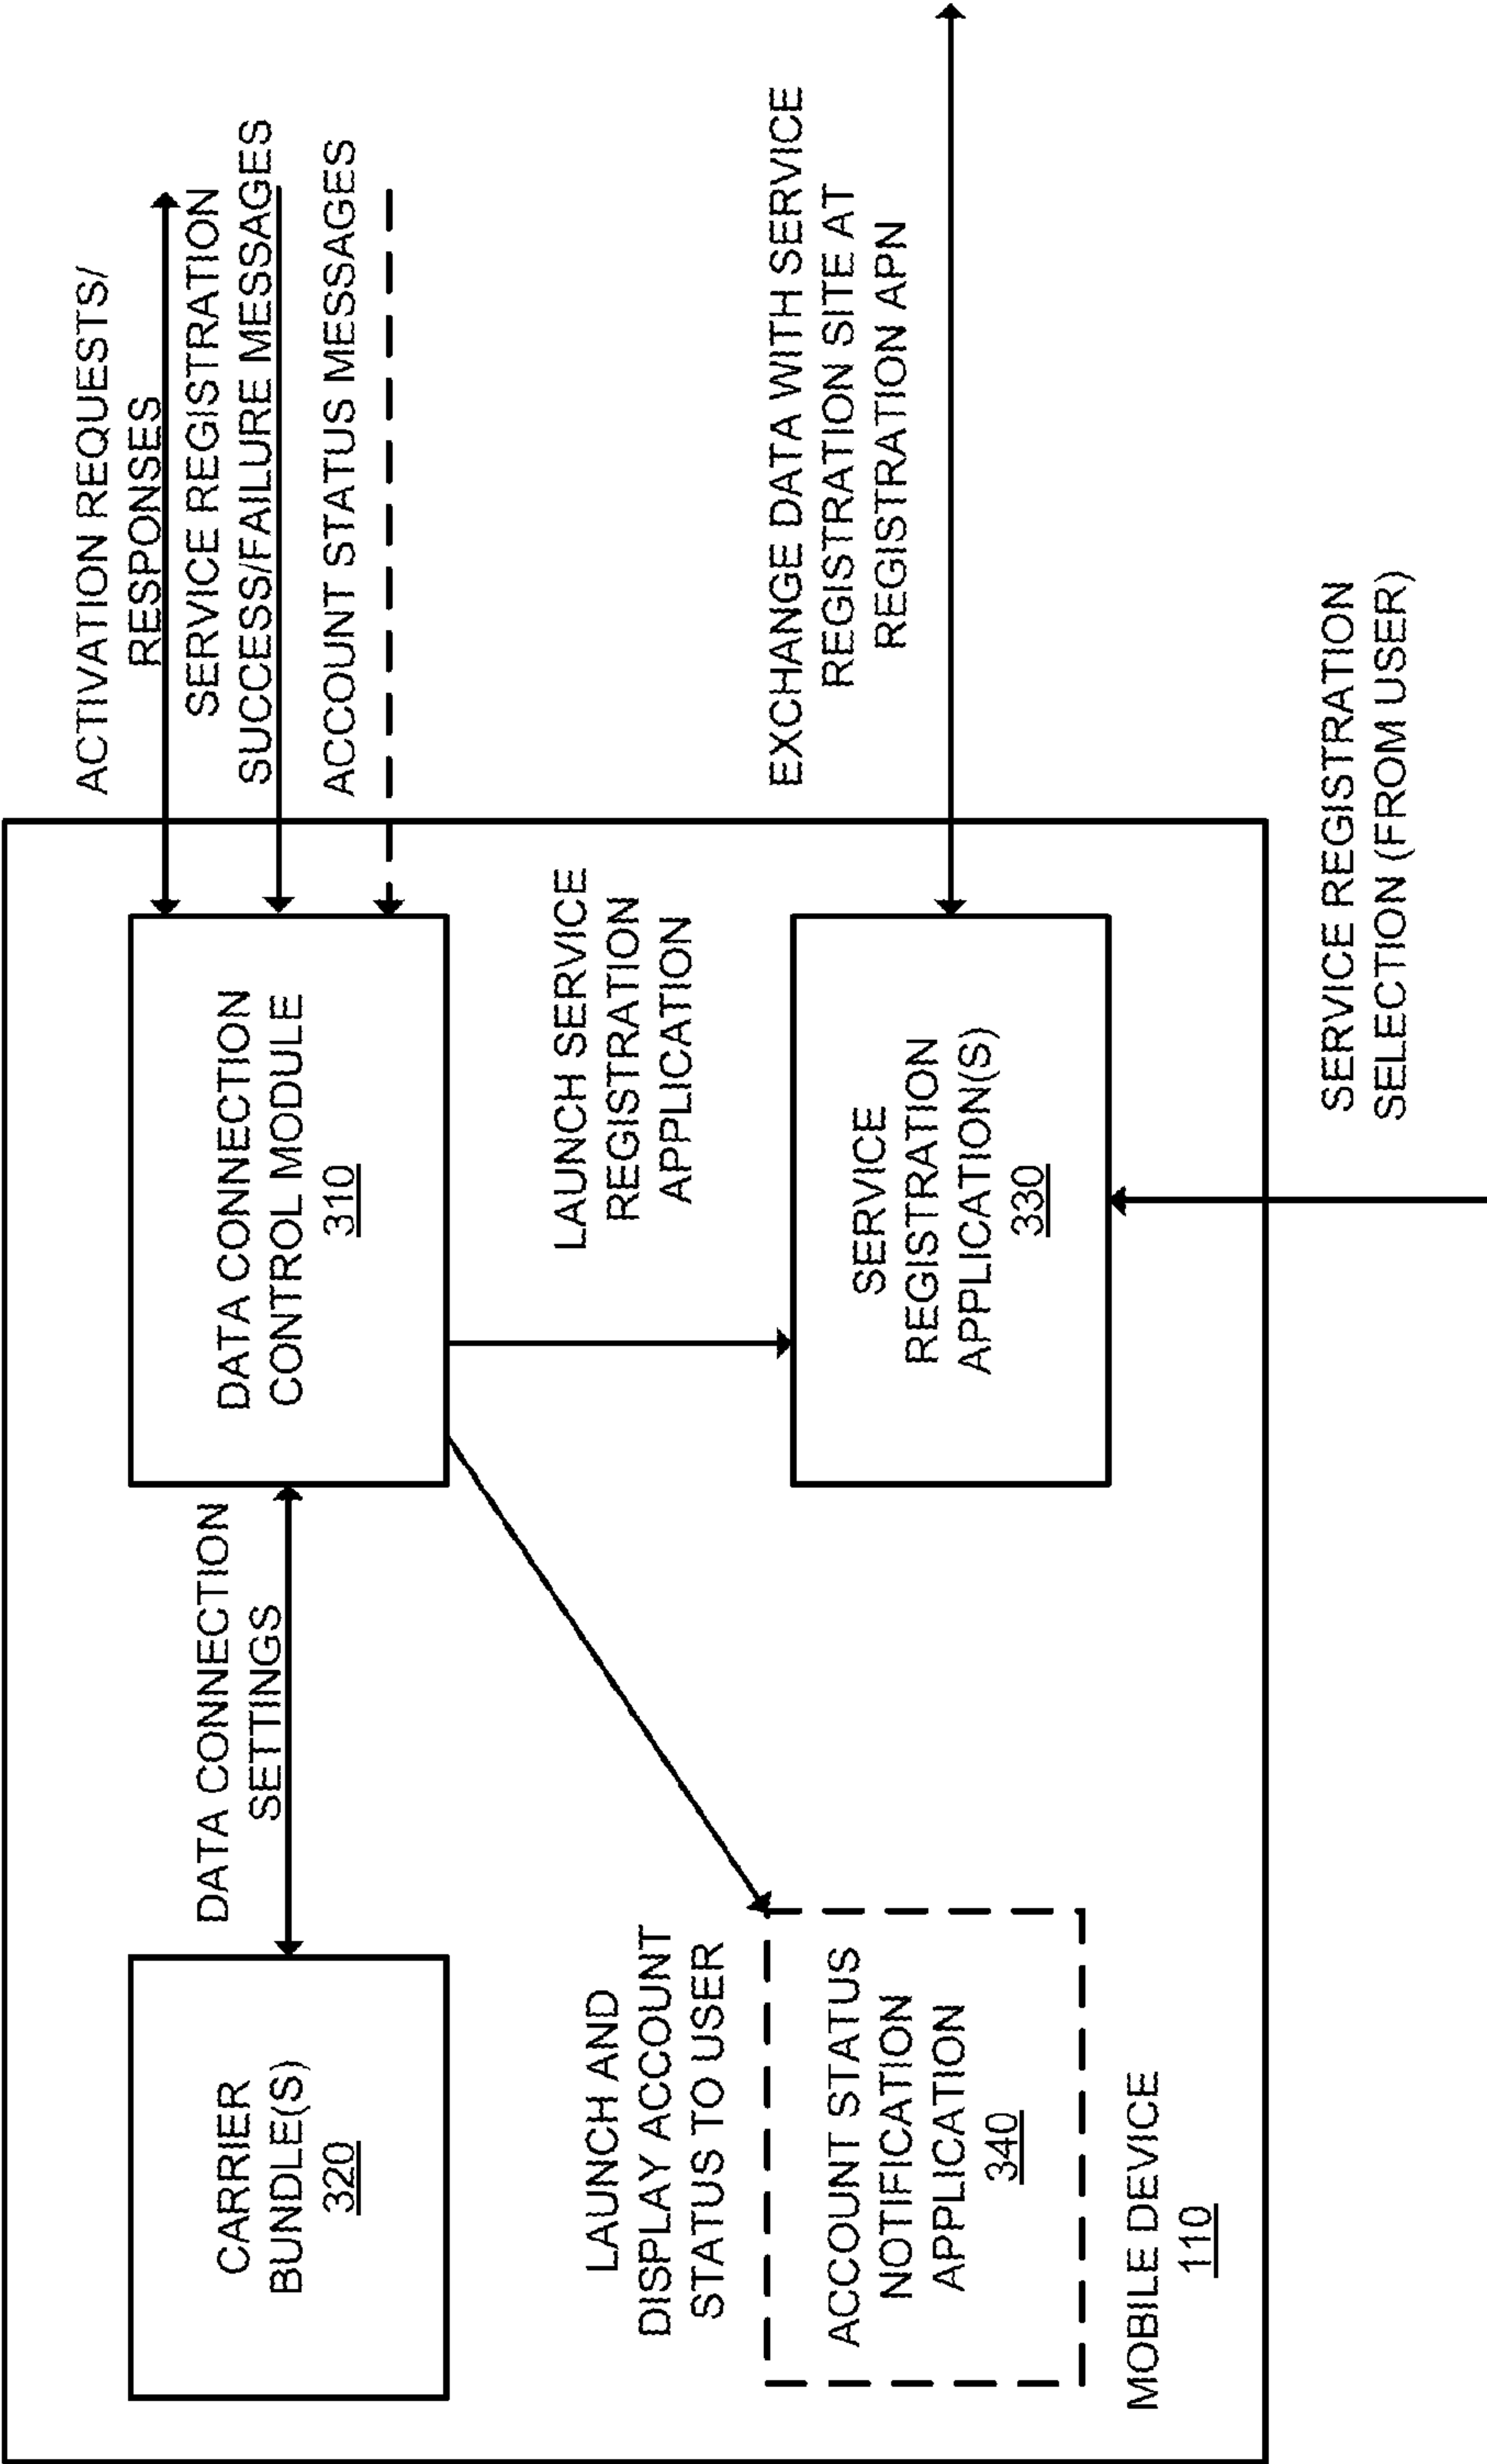 ACTIVATION REQUESTS/
RESPONSES
SERVICE REGISTRATION
SUCCESS/FAILURE MESSAGES
ACCOUNT STATUS MESSAGES
DATA CONNECTION
SETTINGS
CARRIER
BUNDLE(S)
320
DATA CONNECTION
CONTROL MODULE
310
LAUNCH AND
DISPLAY ACCOUNT
STATUS TO USER
LAUNCH SERVICE
REGISTRATION
APPLICATION
EXCHANGE DATA WITH SERVICE
REGISTRATION SITE AT
REGISTRATION APN
ACCOUNT STATUS
NOTIFICATION
APPLICATION
340
SERVICE
REGISTRATION
APPLICATION(S)
330
MOBILE DEVICE
110
SERVICE REGISTRATION
SELECTION (FROM USER)